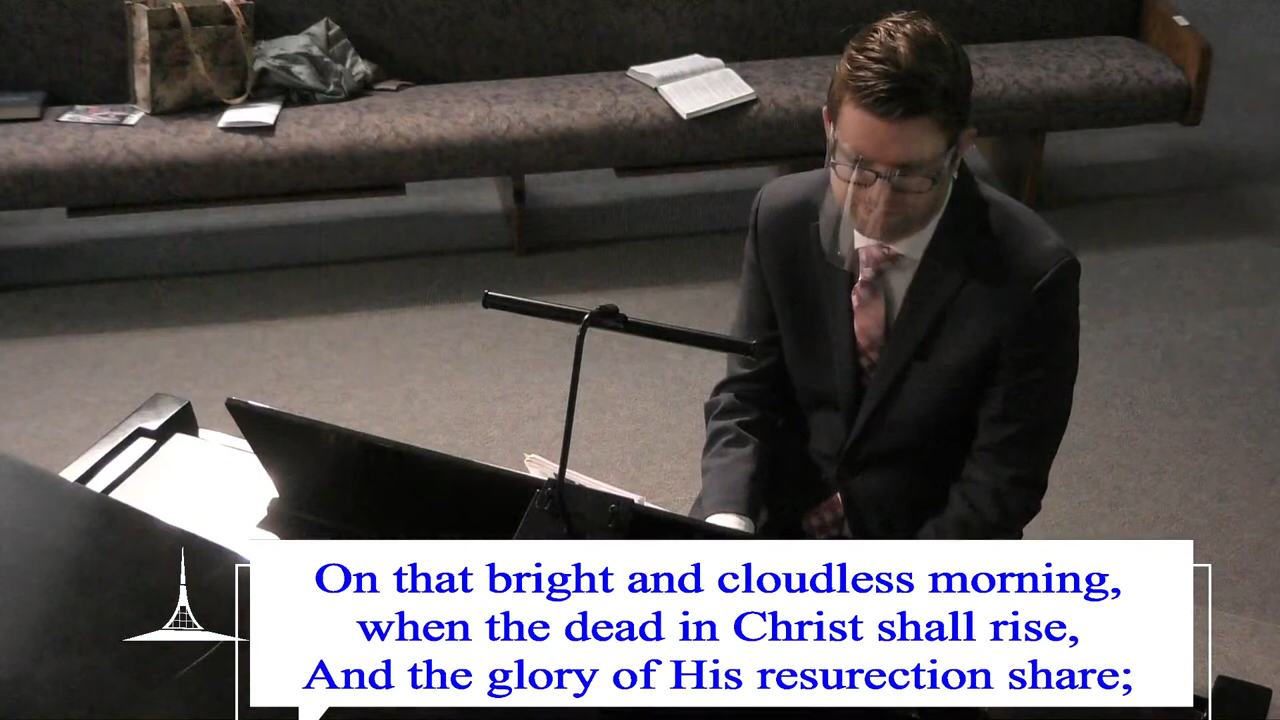 On that bright and cloudless morning,
when the dead in Christ shall rise,
And the glory of His resurection share;